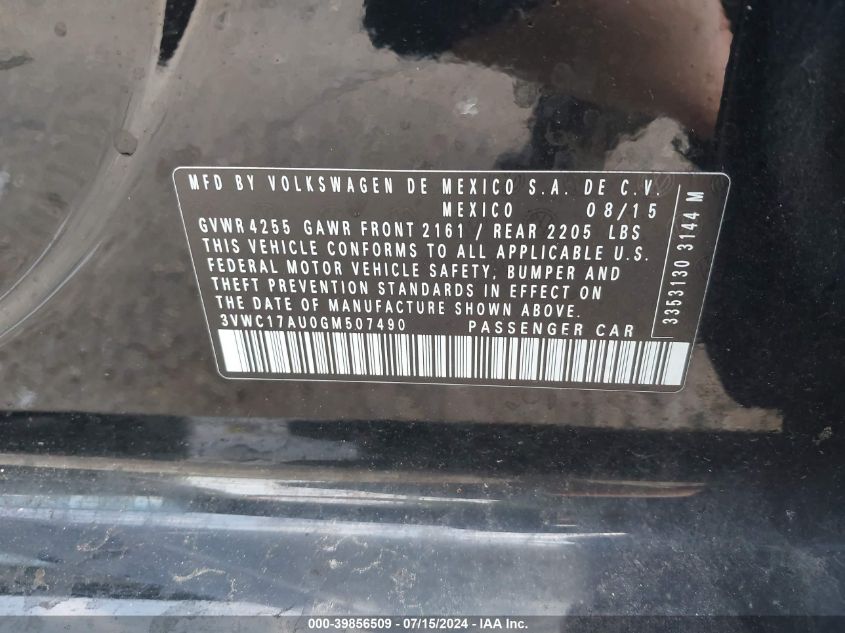 MFD BY VOLKSWAGEN DE MEXICO S.A. DE C.V.
MEXICO 08/15
GVWR 4255 GAWR FRONT 2161 / REAR 2205 LBS
THIS VEHICLE CONFORMS TO ALL APPLICABLE U.S.
FEDERAL MOTOR VEHICLE SAFETY, BUMPER AND
THEFT PREVENTION STANDARDS IN EFFECT ON
THE DATE OF MANUFACTURE SHOWN ABOVE.
3VWC17AU0GM507490 PASSENGER CAR
3353130 3144 M
000-39856509 - 07/15/2024 - IAA Inc.